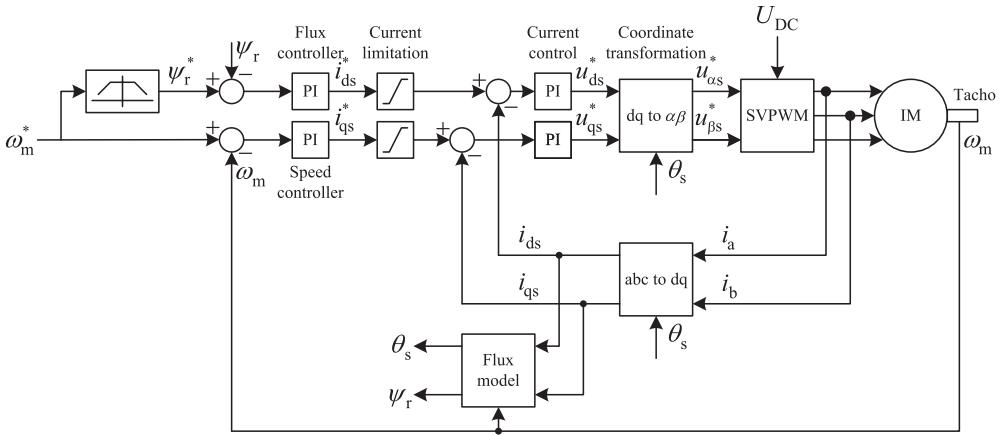 Flux controller
Current limitation
Current control
Coordinate transformation
U_DC
ψ_r^*
ψ_r
+
−
PI
i_ds^*
+
−
PI
u_ds^*
dq to αβ
u_αs^*
SVPWM
IM
Tacho
ω_m^*
+
−
ω_m
PI
i_qs^*
+
−
PI
u_qs^*
u_βs^*
ω_m
Speed controller
θ_s
i_ds
abc to dq
i_a
i_qs
i_b
θ_s
θ_s
Flux model
ψ_r